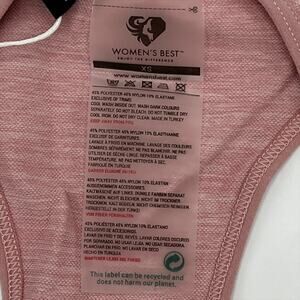 WOMEN'S BEST
ENJOY THE DIFFERENCE
XS
www.womensbest.com
45% POLYESTER 45% NYLON 10% ELASTANE
EXCLUSIVE OF TRIMS
COOL WASH INSIDE OUT. WASH DARK COLOURS
SEPARATELY. DO NOT BLEACH. DO NOT TUMBLE DRY
COOL IRON. DO NOT DRY CLEAN. MADE IN TURKEY
KEEP AWAY FROM FIRE
45% POLYESTER 45% NYLON 10% ELASTHANNE
EXCLUSIF DE GARNITURES
LAVAGE À FROID EN MACHINE. LAVAGES DE COULEURS
SOMBRES SÉPARÉMENT. NE PAS BLANCHIR. NE PAS
UTILISER DE SÈCHE-LINGE. REPASSER À BASSE
TEMPÉRATURE. NE PAS NETTOYER À SEC.
FABRIQUÉ EN TURQUIE
GARDER ÉLOIGNÉ DU FEU
45% POLYESTER 45% NYLON 10% ELASTAN
AUSGENOMMEN ACCESSOIRES
KALTWÄSCHE AUF LINKS. DUNKLE FARBEN SEPARAT
WASCHEN. NICHT BLEICHEN. NICHT IM TROCKNER
TROCKNEN. KALT BÜGELN. NICHT CHEMISCH REINIGEN.
HERGESTELLT IN DER TÜRKEI
VON FEUER FERNHALTEN
45% POLIÉSTER 45% NYLON 10% ELASTANO
EXCLUSIVO DE ACCESORIOS
LAVAR EN FRÍO Y DEL REVÉS. LAVAR COLORES OSCUROS
POR SEPARADO. NO USAR LEJÍA. NO USAR SECADORA.
PLANCHAR EN FRÍO. NO LAVAR EN SECO
HECHO EN TURQUÍA
MANTENER LEJOS DEL FUEGO
This label can be recycled and
does not harm the environment